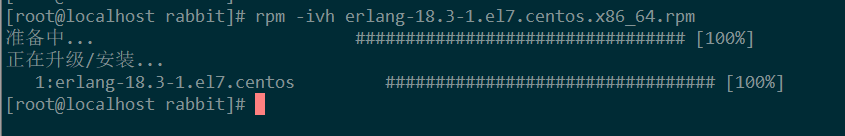 [root@localhost rabbit]# rpm -ivh erlang-18.3-1.el7.centos.x86_64.rpm
准备中... ################################# [100%]
正在升级/安装...
1:erlang-18.3-1.el7.centos ################################# [100%]
[root@localhost rabbit]#